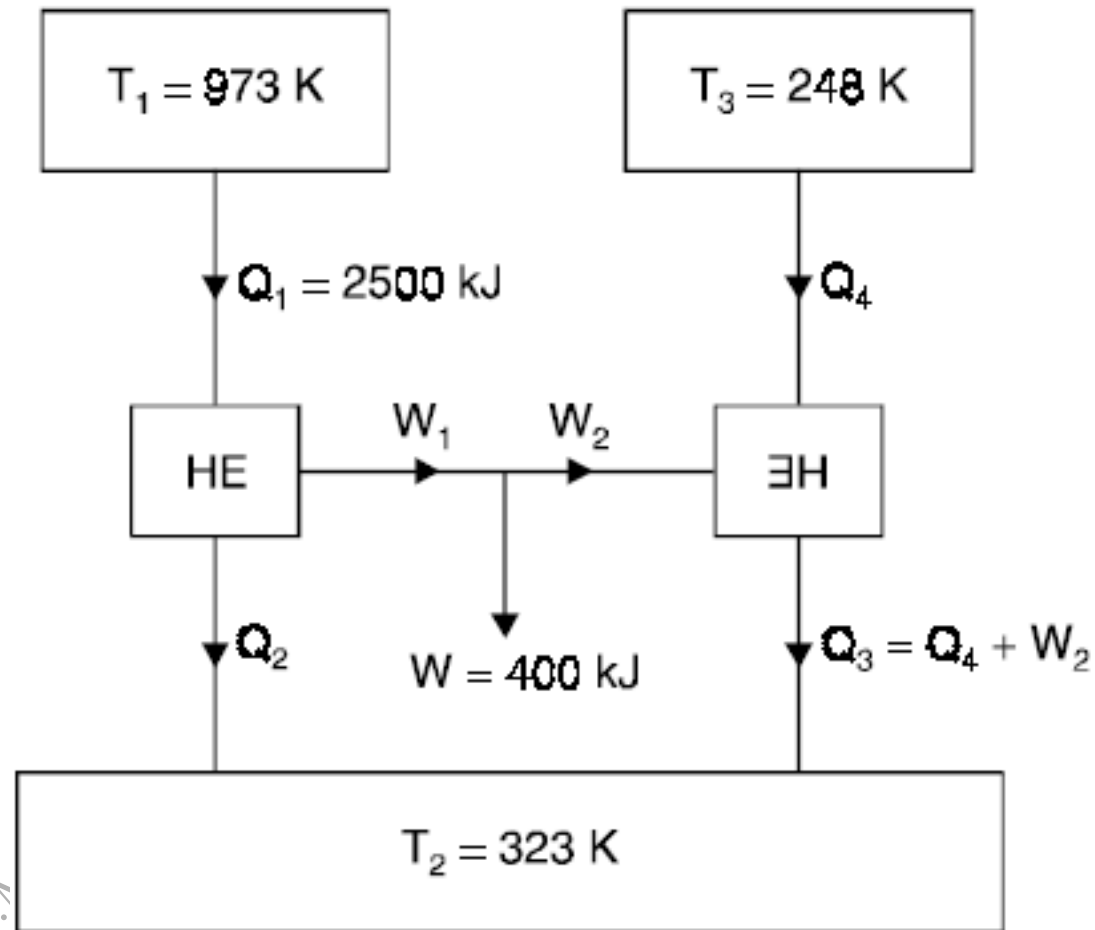 T₁ = 973 K
T₃ = 248 K
Q₁ = 2500 kJ
Q₄
W₁
W₂
HE
ƎH
Q₂
W = 400 kJ
Q₃ = Q₄ + W₂
T₂ = 323 K